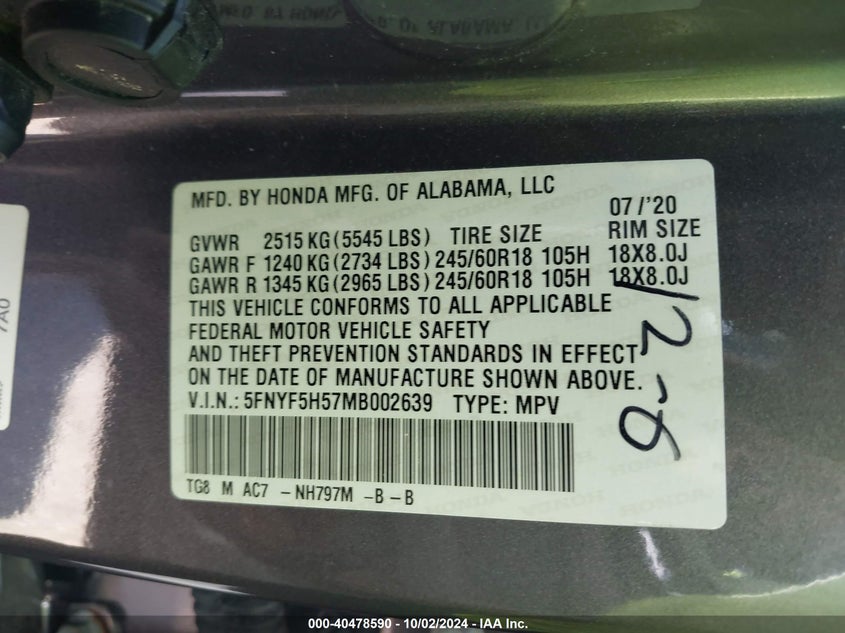 MFD. BY HONDA MFG. OF ALABAMA, LLC
07/'20
GVWR 2515 KG (5545 LBS) TIRE SIZE RIM SIZE
GAWR F 1240 KG (2734 LBS) 245/60R18 105H 18X8.0J
GAWR R 1345 KG (2965 LBS) 245/60R18 105H 18X8.0J
THIS VEHICLE CONFORMS TO ALL APPLICABLE
FEDERAL MOTOR VEHICLE SAFETY
AND THEFT PREVENTION STANDARDS IN EFFECT
ON THE DATE OF MANUFACTURE SHOWN ABOVE.
V.I.N.: 5FNYF5H57MB002639 TYPE: MPV
TG8 M AC7 -NH797M -B-B
7A0
000-40478590 - 10/02/2024 - IAA Inc.